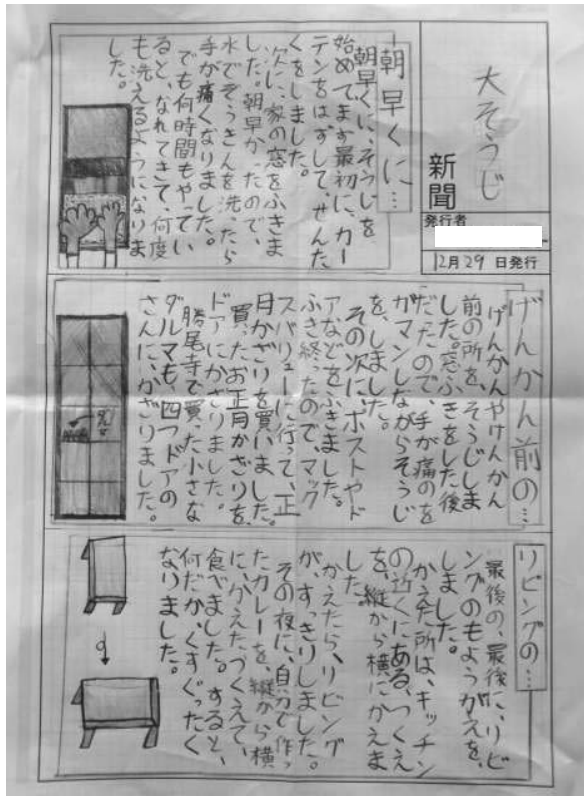 大そうじ
新聞
発行者
12月29日発行
朝早くに…
朝早くに、そうじを
始めてます最初に、カー
テンをはずして、せんた
くをしました。
次に、家の窓をふきま
した。朝早かったので、
水でぞうきんを洗ったら
手が痛くなりました。
でも何時間もやってい
ると、なれてきて、何度
も洗えるようになりま
した。
げんかん前の…
げんかんやけんかん
前の所を、そうじしま
した。窓ふきをした後
だったので、手が痛のを
ガマンしながらそうじ
を、しました。
その次に、ポストやド
アなどをふきました。
ふき終ったので、マック
スバリューに行って、正
月かざりを買いました。
買ったお正月かざりを
ドアにかざりました。
勝尾寺で買った小さな
ダルマも、四つドアの
さんに、かざりました。
リビングの…
最後の、最後に、リビ
ングのもようがえを、
しました。
かえた所は、キッチン
の近くにある、つくえ
を、縦から横にかえま
した。
かえたら、リビング
が、すっきりしました。
その夜に、自分で作っ
たカレーを、縦から横
に、かえたつくえで、
食べました。すると、
何だか、くすぐったく
なりました。